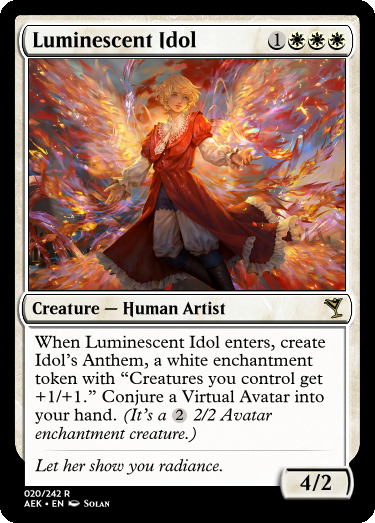 Luminescent Idol 1
Creature — Human Artist
When Luminescent Idol enters, create
Idol's Anthem, a white enchantment
token with “Creatures you control get
+1/+1.” Conjure a Virtual Avatar into
your hand. (It's a 2 2/2 Avatar
enchantment creature.)
Let her show you radiance.
4/2
020/242 R
AEK • EN Solan